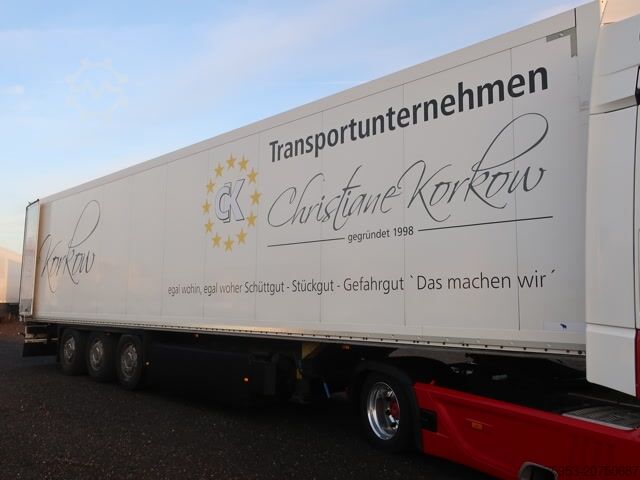 Transportunternehmen
CK
Christiane Korkow
gegründet 1998
Korkow
egal wohin, egal woher Schüttgut - Stückgut - Gefahrgut `Das machen wir´